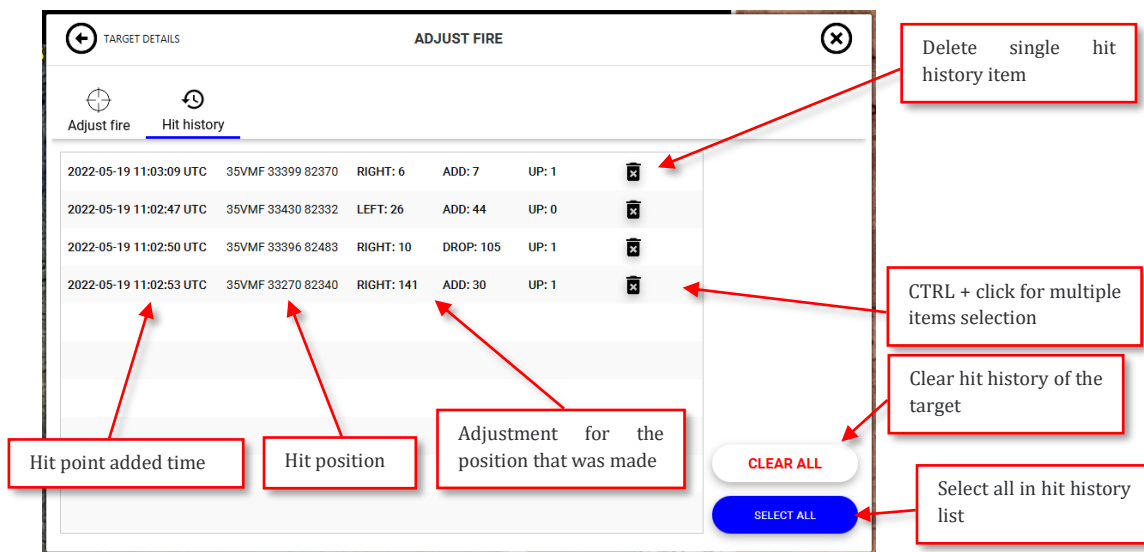 TARGET DETAILS
ADJUST FIRE
Delete single hit
history item
Adjust fire
Hit history
2022-05-19 11:03:09 UTC 35VMF 33399 82370 RIGHT: 6 ADD: 7 UP: 1
2022-05-19 11:02:47 UTC 35VMF 33430 82332 LEFT: 26 ADD: 44 UP: 0
2022-05-19 11:02:50 UTC 35VMF 33396 82483 RIGHT: 10 DROP: 105 UP: 1
2022-05-19 11:02:53 UTC 35VMF 33270 82340 RIGHT: 141 ADD: 30 UP: 1
CTRL + click for multiple
items selection
Clear hit history of the
target
Hit point added time
Hit position
Adjustment for the
position that was made
CLEAR ALL
SELECT ALL
Select all in hit history
list